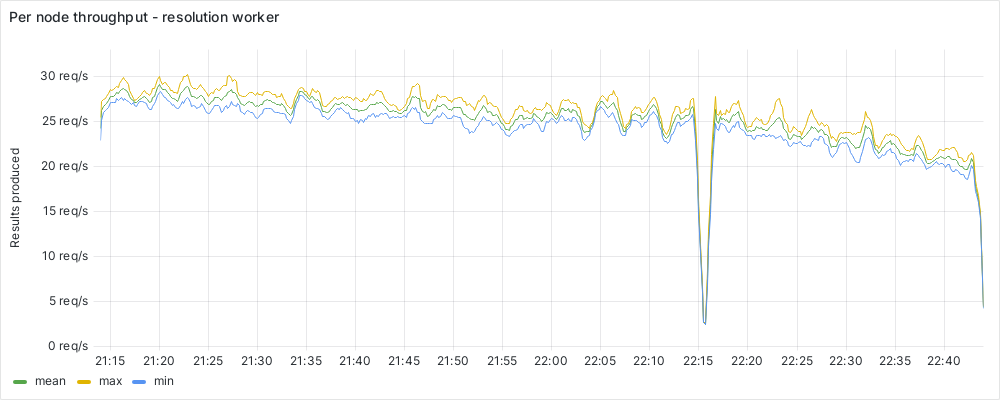 Per node throughput - resolution worker
Results produced
30 req/s
25 req/s
20 req/s
15 req/s
10 req/s
5 req/s
0 req/s
21:15 21:20 21:25 21:30 21:35 21:40 21:45 21:50 21:55 22:00 22:05 22:10 22:15 22:20 22:25 22:30 22:35 22:40
mean max min